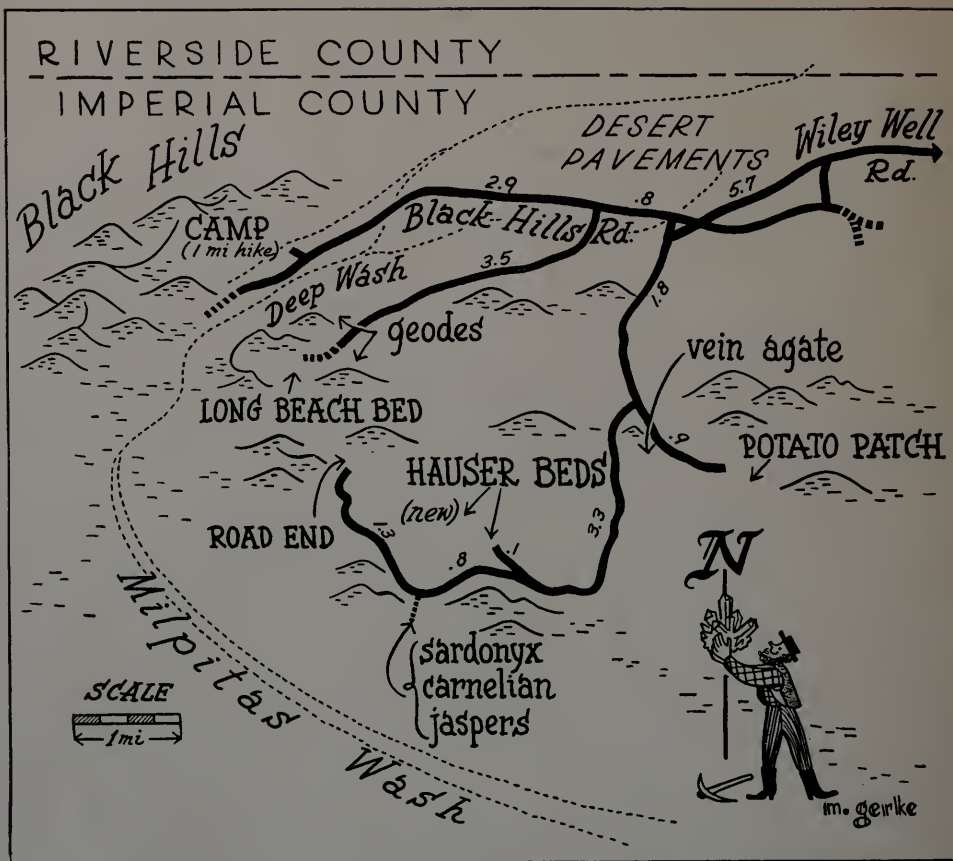 RIVERSIDE COUNTY
IMPERIAL COUNTY
Black Hills
DESERT
PAVEMENTS
Wiley Well
Rd.
CAMP
(1 mi hike)
2.9
.8
5.7
Black Hills Rd.
Deep Wash
3.5
1.8
geodes
vein agate
LONG BEACH BED
.9
POTATO PATCH
HAUSER BEDS
(new)
ROAD END
3.3
.3
.8
.1
N
Milpitas
Wash
sardonyx
carnelian
jaspers
SCALE
1mi
m. gerlke